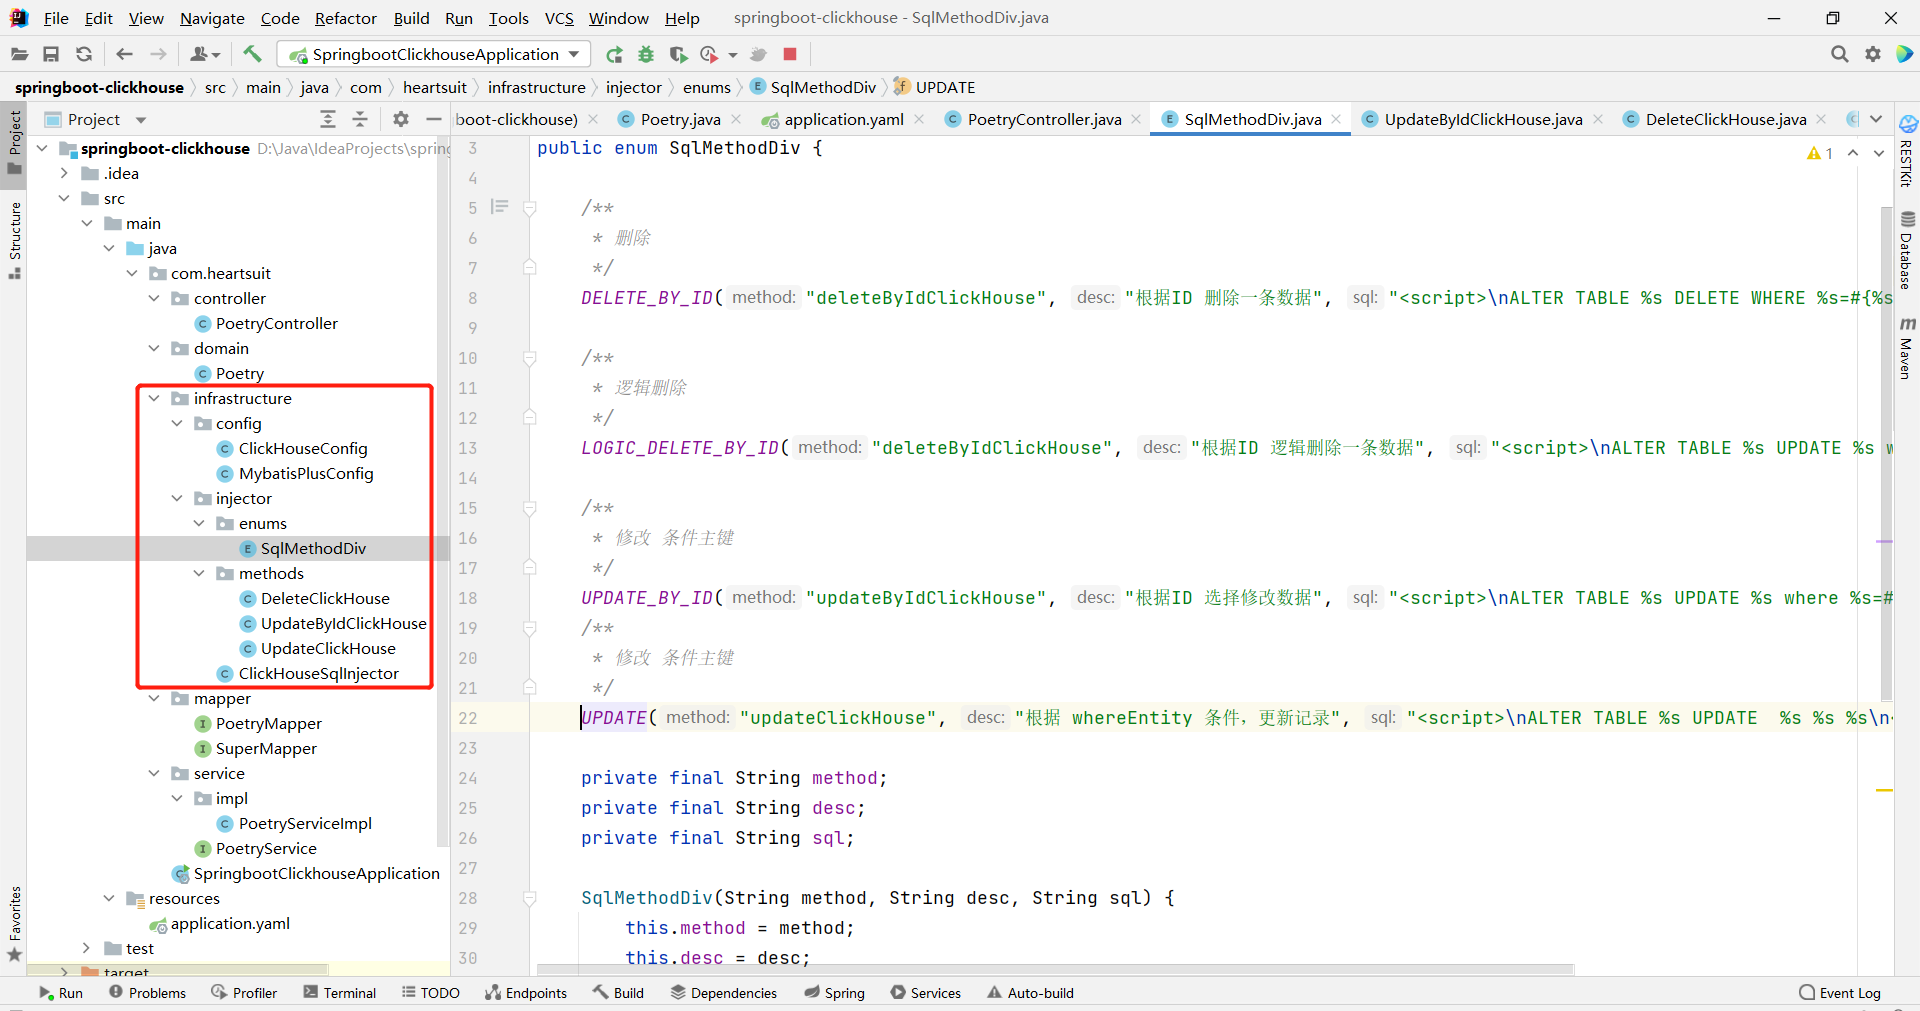 File Edit View Navigate Code Refactor Build Run Tools VCS Window Help springboot-clickhouse - SqlMethodDiv.java
SpringbootClickhouseApplication
springboot-clickhouse src main java com heartsuit infrastructure injector enums SqlMethodDiv UPDATE
Project
boot-clickhouse) Poetry.java application.yaml PoetryController.java SqlMethodDiv.java UpdateByIdClickHouse.java DeleteClickHouse.java
Project
Structure
Favorites
springboot-clickhouse D:\Java\IdeaProjects\spring
.idea
src
main
java
com.heartsuit
controller
PoetryController
domain
Poetry
infrastructure
config
ClickHouseConfig
MybatisPlusConfig
injector
enums
SqlMethodDiv
methods
DeleteClickHouse
UpdateByIdClickHouse
UpdateClickHouse
ClickHouseSqlInjector
mapper
PoetryMapper
SuperMapper
service
impl
PoetryServiceImpl
PoetryService
SpringbootClickhouseApplication
resources
application.yaml
test
target
3 public enum SqlMethodDiv {
4
5 /**
6 * 删除
7 */
8 DELETE_BY_ID( method: "deleteByIdClickHouse", desc: "根据ID 删除一条数据", sql: "<script>\nALTER TABLE %s DELETE WHERE %s=#{%s
9
10 /**
11 * 逻辑删除
12 */
13 LOGIC_DELETE_BY_ID( method: "deleteByIdClickHouse", desc: "根据ID 逻辑删除一条数据", sql: "<script>\nALTER TABLE %s UPDATE %s w
14
15 /**
16 * 修改 条件主键
17 */
18 UPDATE_BY_ID( method: "updateByIdClickHouse", desc: "根据ID 选择修改数据", sql: "<script>\nALTER TABLE %s UPDATE %s where %s=#
19 /**
20 * 修改 条件主键
21 */
22 UPDATE( method: "updateClickHouse", desc: "根据 whereEntity 条件，更新记录", sql: "<script>\nALTER TABLE %s UPDATE  %s %s %s\n
23
24 private final String method;
25 private final String desc;
26 private final String sql;
27
28 SqlMethodDiv(String method, String desc, String sql) {
29 this.method = method;
30 this.desc = desc;
1
RESTKit
Database
Maven
Run Problems Profiler Terminal TODO Endpoints Build Dependencies Spring Services Auto-build Event Log